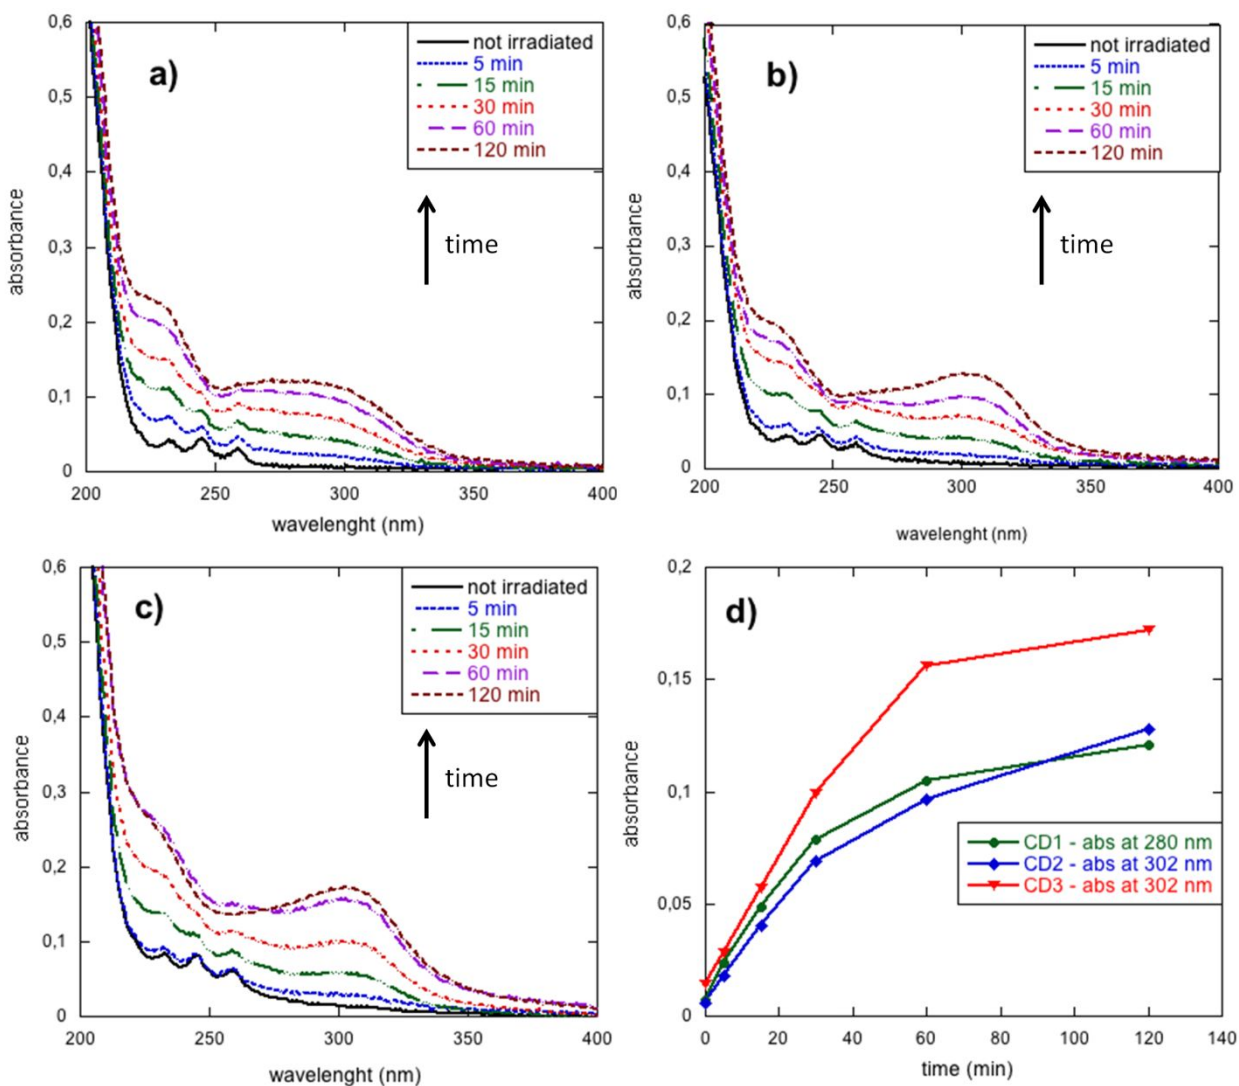 a)
not irradiated
5 min
15 min
30 min
60 min
120 min
time
0,6
0,5
0,4
0,3
0,2
0,1
0
200
250
300
350
400
absorbance
wavelenght (nm)
b)
not irradiated
5 min
15 min
30 min
60 min
120 min
time
0,6
0,5
0,4
0,3
0,2
0,1
0
200
250
300
350
400
absorbance
wavelenght (nm)
c)
not irradiated
5 min
15 min
30 min
60 min
120 min
time
0,6
0,5
0,4
0,3
0,2
0,1
0
200
250
300
350
400
absorbance
wavelenght (nm)
d)
0,2
0,15
0,1
0,05
0
0
20
40
60
80
100
120
140
absorbance
time (min)
CD1 - abs at 280 nm
CD2 - abs at 302 nm
CD3 - abs at 302 nm